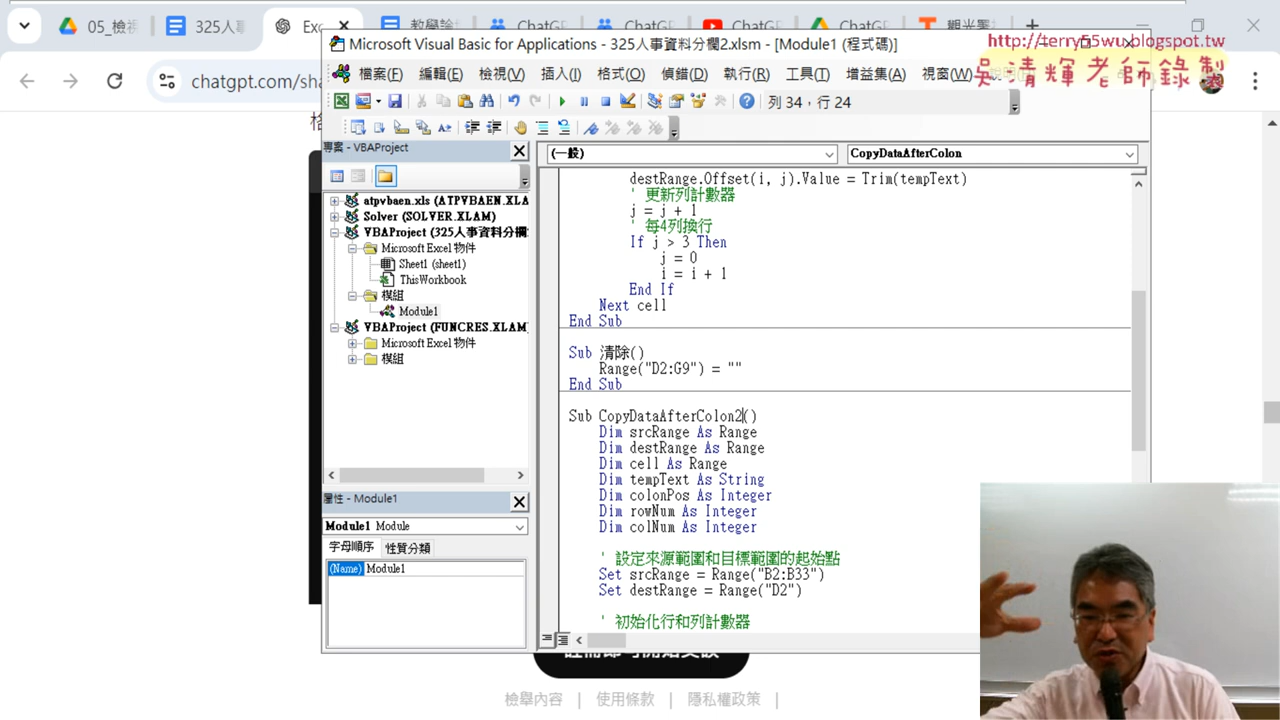 05_檢視
325人事
Exc
教學論
ChatGP
ChatGP
ChatGP
ChatGP
觀光署
chatgpt.com/sha
http://terry55wu.blogspot.tw
吳清輝老師錄製
Microsoft Visual Basic for Applications - 325人事資料分欄2.xlsm - [Module1 (程式碼)]
檔案(F) 編輯(E) 檢視(V) 插入(I) 格式(O) 偵錯(D) 執行(R) 工具(T) 增益集(A) 視窗(W)
列 34，行 24
專案 - VBAProject
(一般)
CopyDataAfterColon
atpvbaen.xls (ATPVBAEN.XLA
Solver (SOLVER.XLAM)
VBAProject (325人事資料分欄
Microsoft Excel 物件
Sheet1 (sheet1)
ThisWorkbook
模組
Module1
VBAProject (FUNCRES.XLAM)
Microsoft Excel 物件
模組
屬性 - Module1
Module1 Module
字母順序 性質分類
(Name) Module1
destRange.Offset(i, j).Value = Trim(tempText)
' 更新列計數器
j = j + 1
' 每4列換行
If j > 3 Then
j = 0
i = i + 1
End If
Next cell
End Sub
Sub 清除()
Range("D2:G9") = ""
End Sub
Sub CopyDataAfterColon2()
Dim srcRange As Range
Dim destRange As Range
Dim cell As Range
Dim tempText As String
Dim colonPos As Integer
Dim rowNum As Integer
Dim colNum As Integer
' 設定來源範圍和目標範圍的起始點
Set srcRange = Range("B2:B33")
Set destRange = Range("D2")
' 初始化行和列計數器
檢舉內容 | 使用條款 | 隱私權政策 |